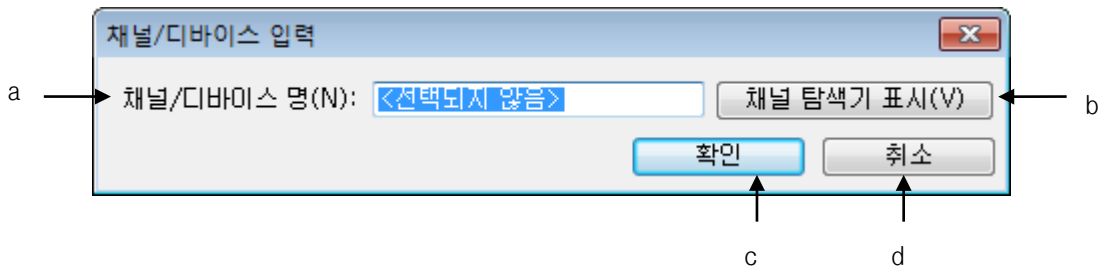 채널/디바이스 입력
a
채널/디바이스 명(N): <선택되지 않음> 채널 탐색기 표시(V)
b
확인 취소
c d